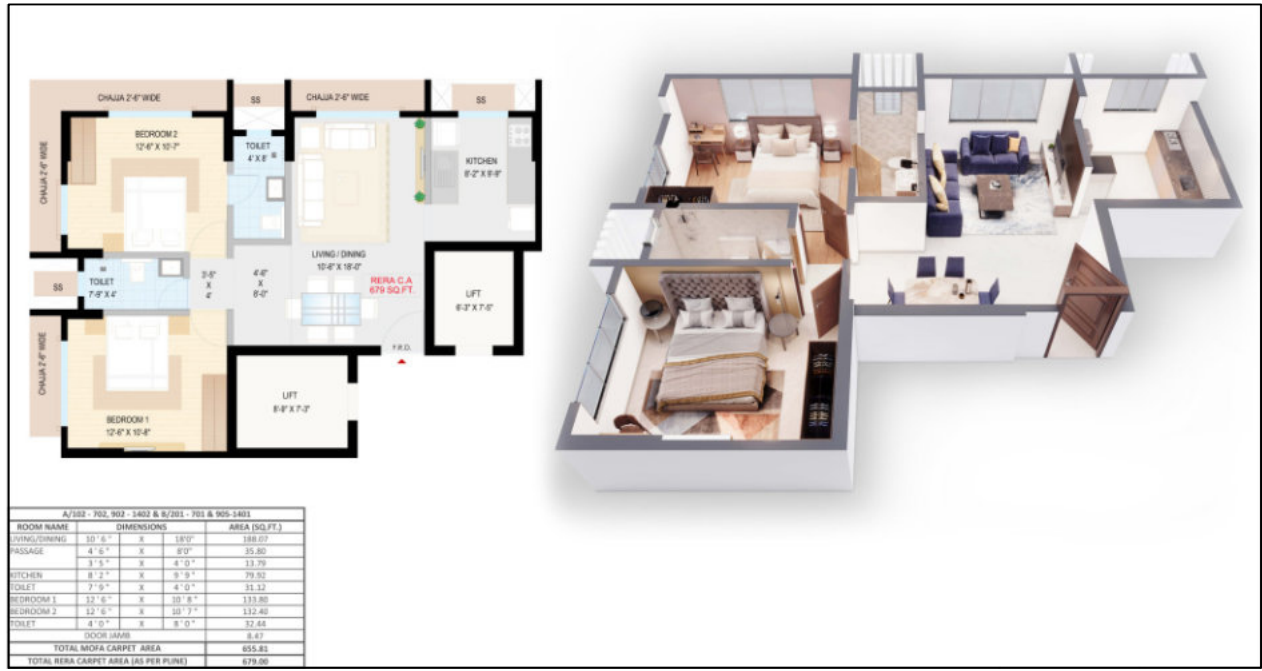 CHAJJA 2'-6" WIDE
SS
CHAJJA 2'-6" WIDE
SS
CHAJJA 2'-6" WIDE
BEDROOM 2
12'-6" X 10'-7"
TOILET
4' X 8'
KITCHEN
8'-2" X 9'-9"
LIVING / DINING
10'-6" X 18'-0"
RERA C.A
679 SQ.FT.
SS
TOILET
7'-9" X 4'
3'-5"
X
4'
4'-6"
X
8'-0"
LIFT
6'-3" X 7'-5"
F.R.D.
CHAJJA 2'-6" WIDE
LIFT
8'-9" X 7'-3"
BEDROOM 1
12'-6" X 10'-8"
A/102 - 702, 902 - 1402 & B/201 - 701 & 905-1401
ROOM NAME DIMENSIONS AREA (SQ.FT.)
LIVING/DINING 10 ' 6 " X 18'0" 188.07
PASSAGE 4 ' 6 " X 8'0" 35.80
3 ' 5 " X 4 ' 0 " 13.79
KITCHEN 8 ' 2 " X 9 ' 9 " 79.92
TOILET 7 ' 9 " X 4 ' 0 " 31.12
BEDROOM 1 12 ' 6 " X 10 ' 8 " 133.80
BEDROOM 2 12 ' 6 " X 10 ' 7 " 132.40
TOILET 4 ' 0 " X 8 ' 0 " 32.44
DOOR JAMB 8.47
TOTAL MOFA CARPET AREA 655.81
TOTAL RERA CARPET AREA (AS PER PLINE) 679.00